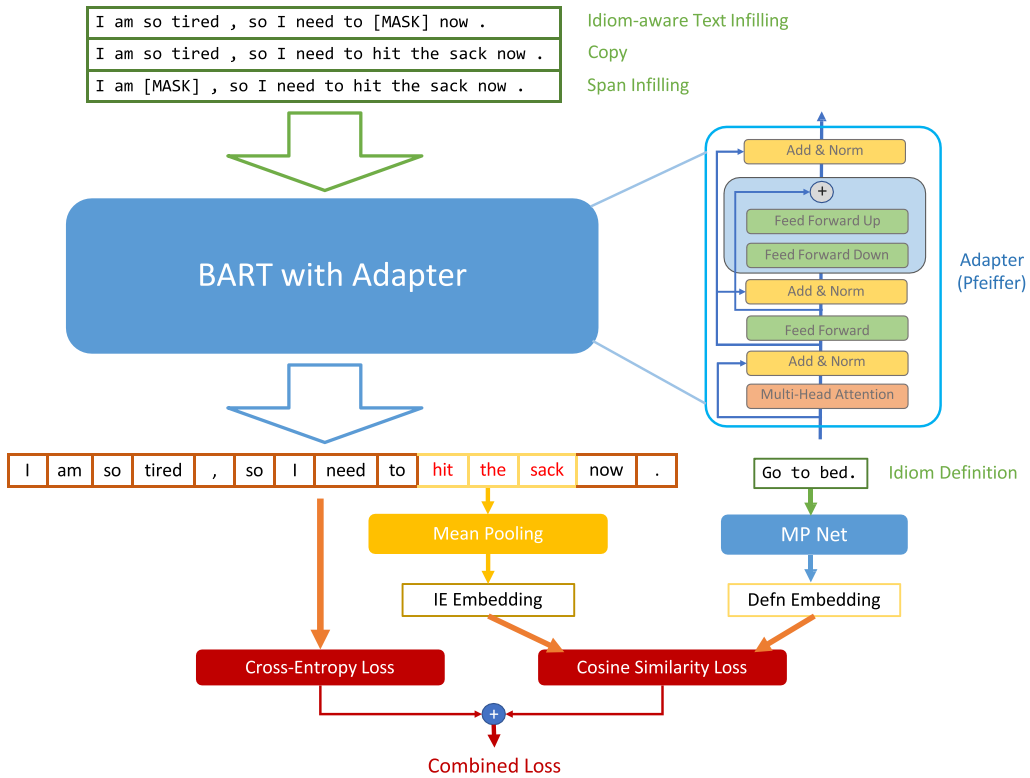 I am so tired , so I need to [MASK] now .
Idiom-aware Text Infilling
I am so tired , so I need to hit the sack now .
Copy
I am [MASK] , so I need to hit the sack now .
Span Infilling
BART with Adapter
Add & Norm
+
Feed Forward Up
Feed Forward Down
Add & Norm
Feed Forward
Add & Norm
Multi-Head Attention
Adapter
(Pfeiffer)
I am so tired , so I need to hit the sack now .
Go to bed.
Idiom Definition
Mean Pooling
MP Net
IE Embedding
Defn Embedding
Cross-Entropy Loss
Cosine Similarity Loss
+
Combined Loss